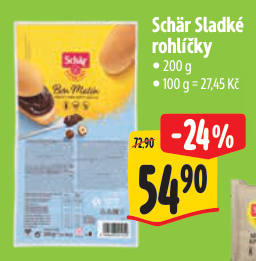 Schär Sladké
rohlíčky
• 200 g
• 100 g = 27,45 Kč
Schär
Bon Matin
72,90
-24%
54,90